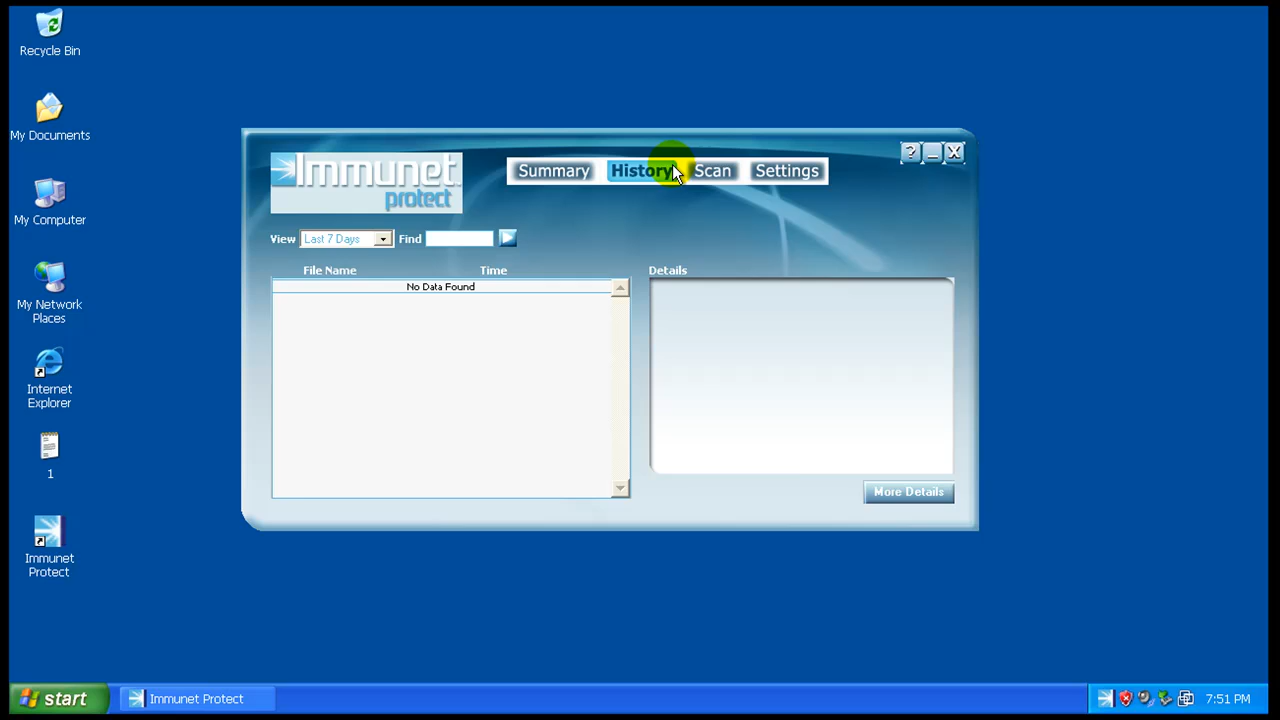 Recycle Bin
My Documents
My Computer
My Network
Places
Internet
Explorer
1
Immunet
Protect
Immunet
protect
Summary
History
Scan
Settings
?
View
Last 7 Days
Find
File Name
Time
Details
No Data Found
More Details
start
Immunet Protect
7:51 PM